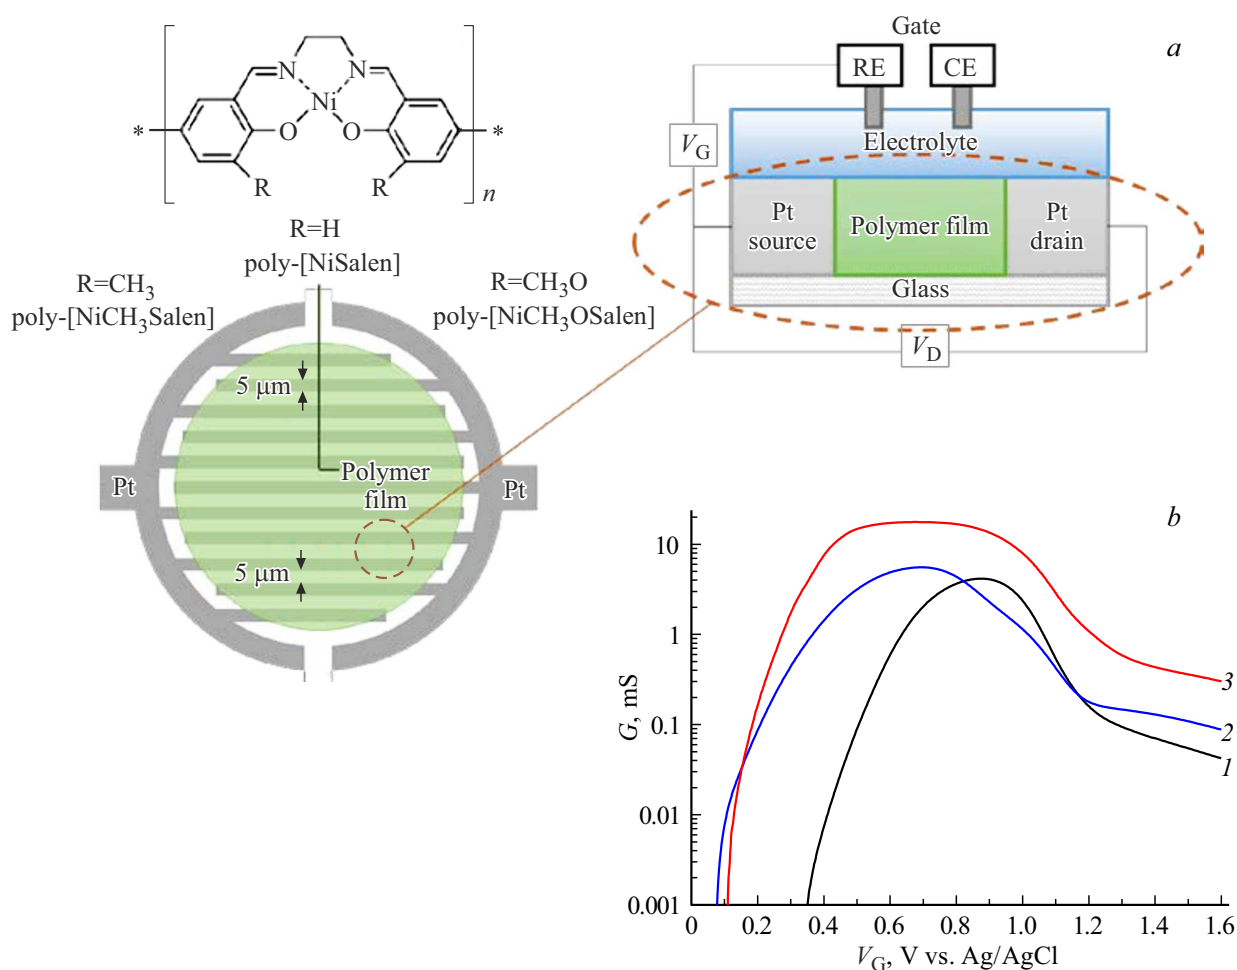 N
N
Ni
O
O
*
*
R
R
n
R=H
poly-[NiSalen]
R=CH₃
poly-[NiCH₃Salen]
R=CH₃O
poly-[NiCH₃OSalen]
5 μm
Polymer
film
Pt
Pt
5 μm
a
Gate
RE
CE
V_G
Electrolyte
Pt
source
Polymer film
Pt
drain
Glass
V_D
b
10
1
0.1
0.01
0.001
G, mS
3
2
1
0
0.2
0.4
0.6
0.8
1.0
1.2
1.4
1.6
V_G, V vs. Ag/AgCl